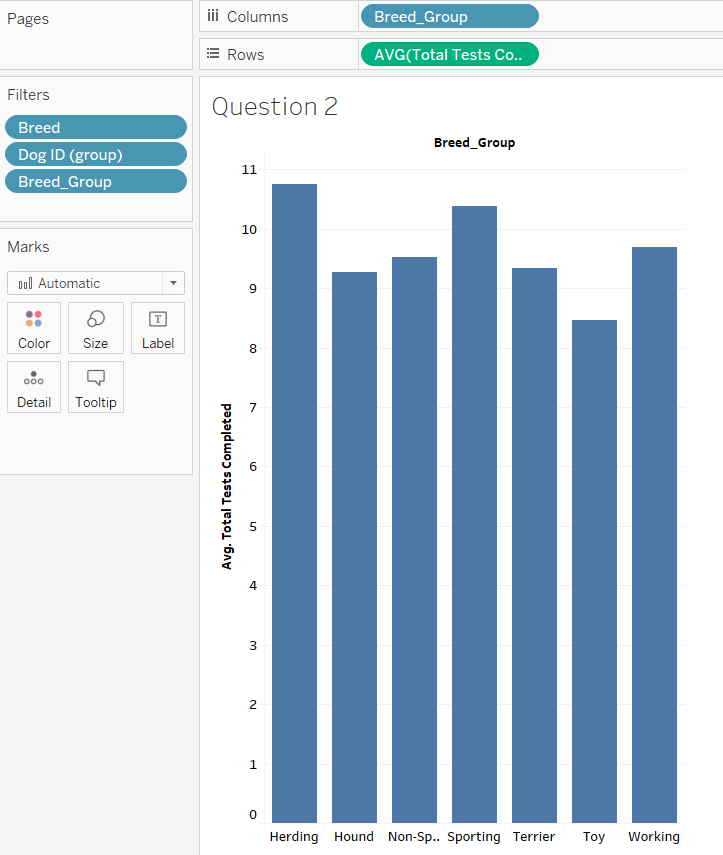 Pages
Columns
Breed_Group
Rows
AVG(Total Tests Co..
Filters
Breed
Dog ID (group)
Breed_Group
Marks
Automatic
Color
Size
T
Label
Detail
Tooltip
Question 2
Breed_Group
Avg. Total Tests Completed
11
10
9
8
7
6
5
4
3
2
1
0
Herding Hound Non-Sp.. Sporting Terrier Toy Working